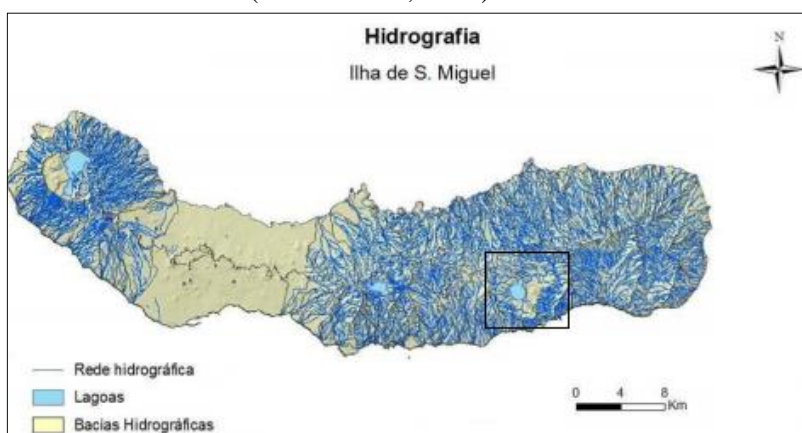 Hidrografia
Ilha de S. Miguel
N
Rede hidrográfica
Lagoas
Bacias Hidrográficas
0 4 8
Km